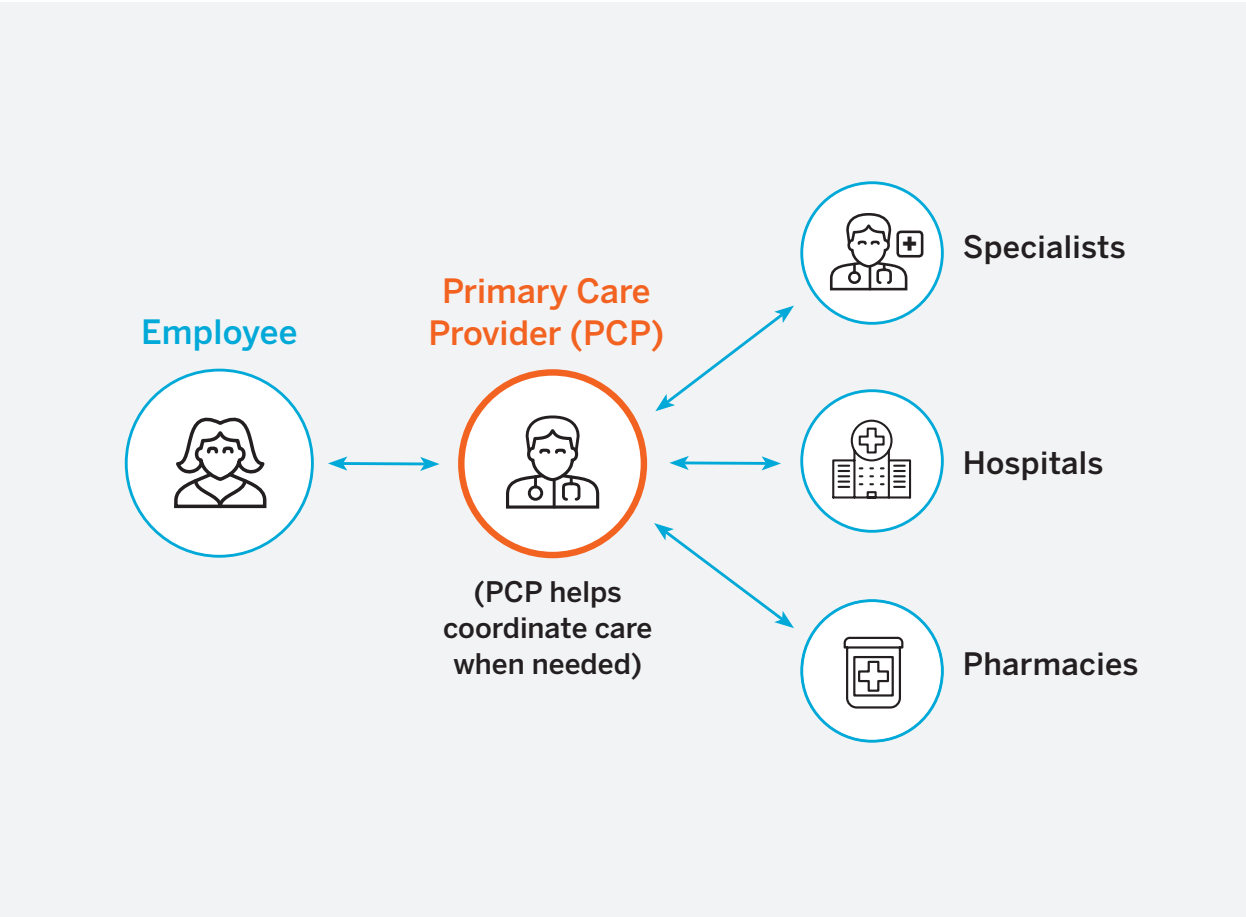 Employee
Primary Care
Provider (PCP)
(PCP helps
coordinate care
when needed)
Specialists
Hospitals
Pharmacies